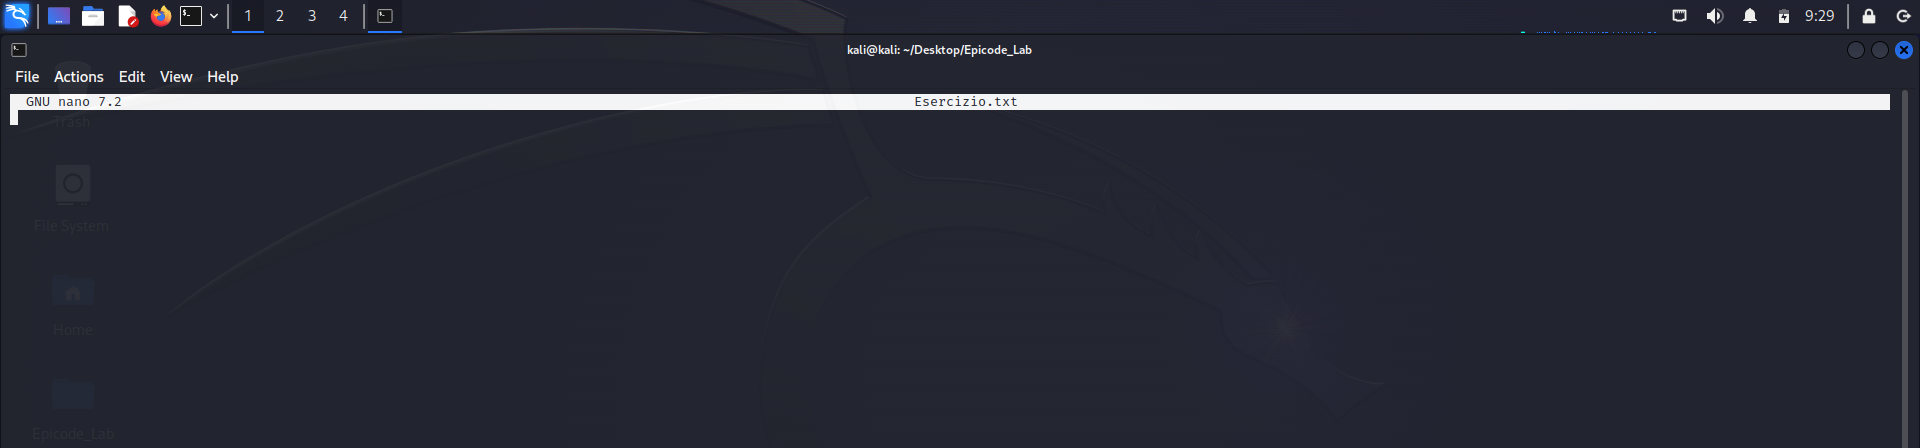 1 2 3 4 9:29
kali@kali: ~/Desktop/Epicode_Lab
File Actions Edit View Help
GNU nano 7.2 Esercizio.txt
Trash
File System
Home
Epicode_Lab